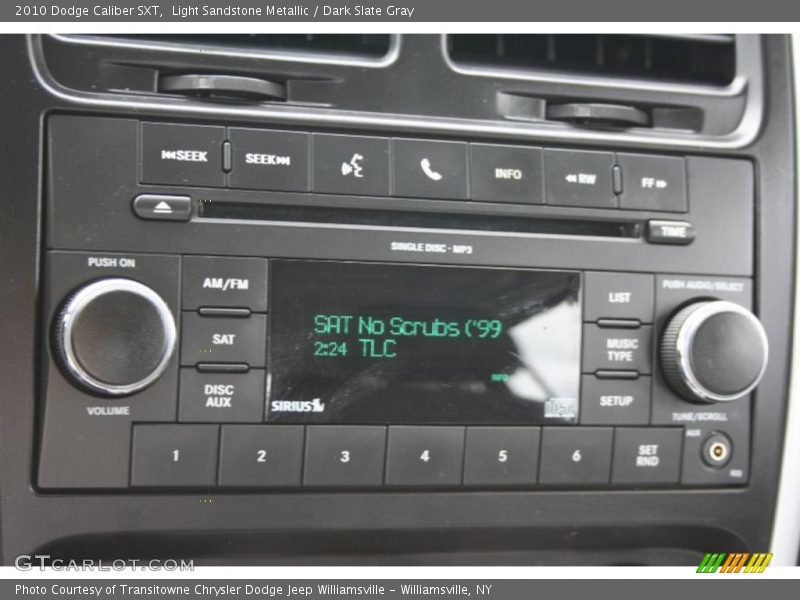 2010 Dodge Caliber SXT,  Light Sandstone Metallic / Dark Slate Gray
SEEK
SEEK
INFO
RW
FF
TIME
SINGLE DISC - MP3
PUSH ON
PUSH AUDIO/SELECT
AM/FM
LIST
SAT
MUSIC
TYPE
DISC
AUX
SETUP
SAT No Scrubs ('99
2:24 TLC
INFO
SIRIUS
VOLUME
TUNE/SCROLL
AUX
1
2
3
4
5
6
SET
RND
GTCARLOT.COM
Photo Courtesy of Transitowne Chrysler Dodge Jeep Williamsville - Williamsville, NY